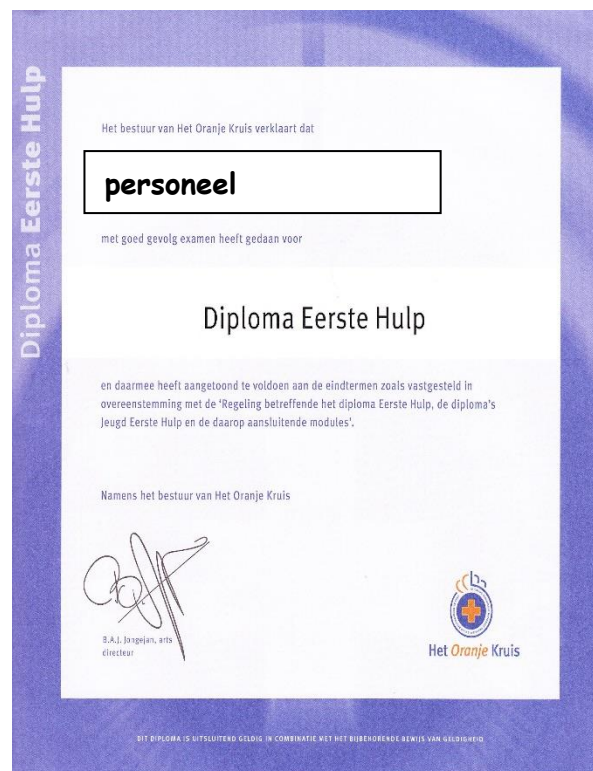 Diploma Eerste Hulp
Het bestuur van Het Oranje Kruis verklaart dat
personeel
met goed gevolg examen heeft gedaan voor
Diploma Eerste Hulp
en daarmee heeft aangetoond te voldoen aan de eindtermen zoals vastgesteld in
overeenstemming met de 'Regeling betreffende het diploma Eerste Hulp, de diploma's
Jeugd Eerste Hulp en de daarop aansluitende modules'.
Namens het bestuur van Het Oranje Kruis
B.A.J. Jongejan, arts
directeur
Het Oranje Kruis
DIT DIPLOMA IS UITSLUITEND GELDIG IN COMBINATIE MET HET BIJBEHORENDE BEWIJS VAN GELDIGHEID